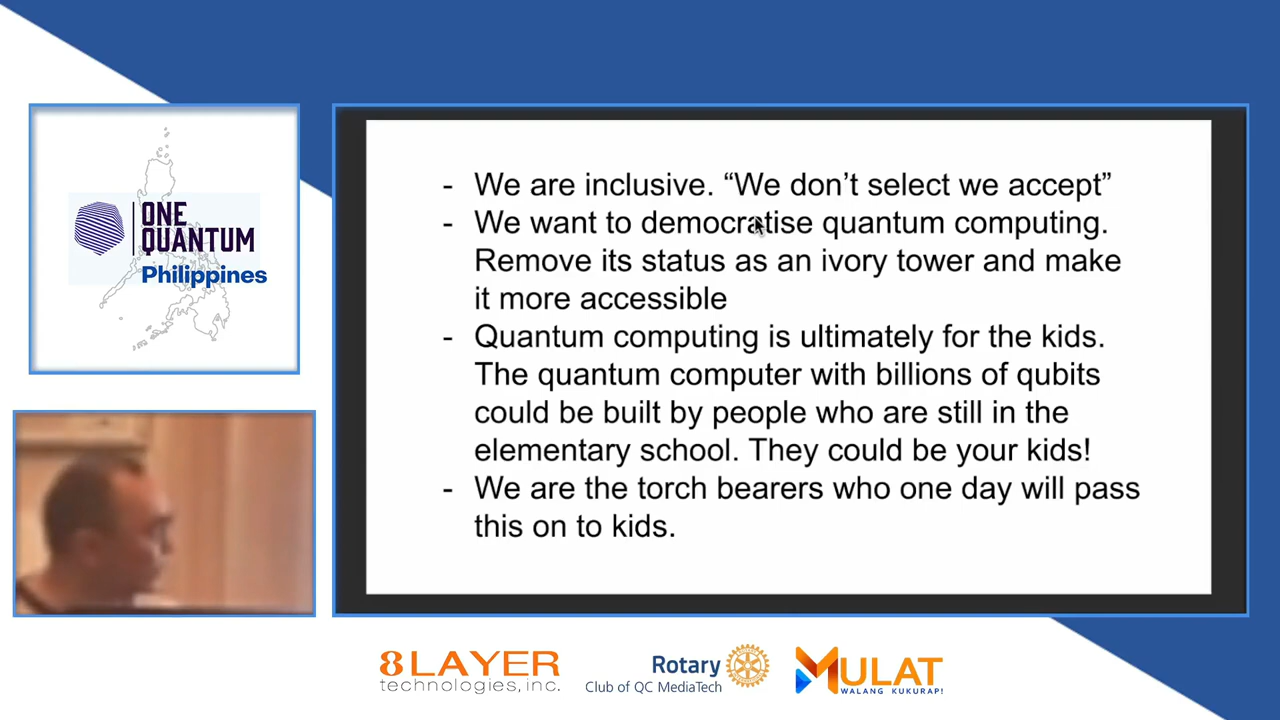 ONE
QUANTUM
Philippines
- We are inclusive. “We don’t select we accept”
- We want to democratise quantum computing.
Remove its status as an ivory tower and make
it more accessible
- Quantum computing is ultimately for the kids.
The quantum computer with billions of qubits
could be built by people who are still in the
elementary school. They could be your kids!
- We are the torch bearers who one day will pass
this on to kids.
8LAYER
technologies, inc.
Rotary
Club of QC MediaTech
MULAT
WALANG KUKURAP!